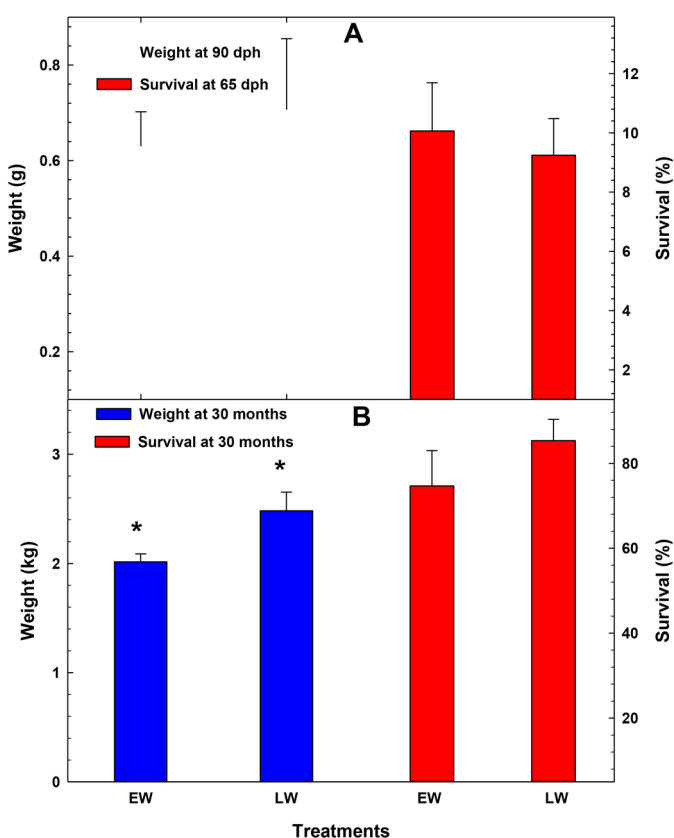 A
Weight at 90 dph
Survival at 65 dph
0.8
0.6
0.4
0.2
Weight (g)
12
10
8
6
4
2
Survival (%)
B
Weight at 30 months
Survival at 30 months
3
2
1
0
Weight (kg)
*
*
80
60
40
20
Survival (%)
EW
LW
EW
LW
Treatments